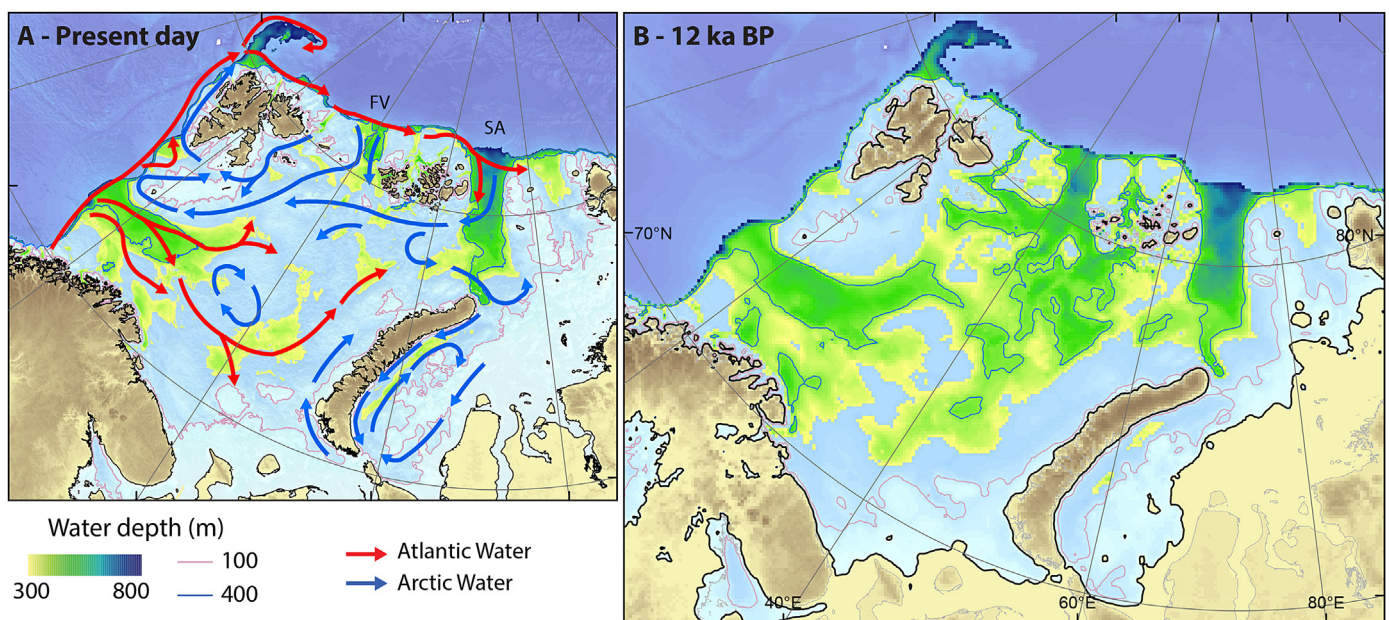 A - Present day
FV
SA
Water depth (m)
300
800
100
400
Atlantic Water
Arctic Water
B - 12 ka BP
70°N
80°N
40°E
60°E
80°E